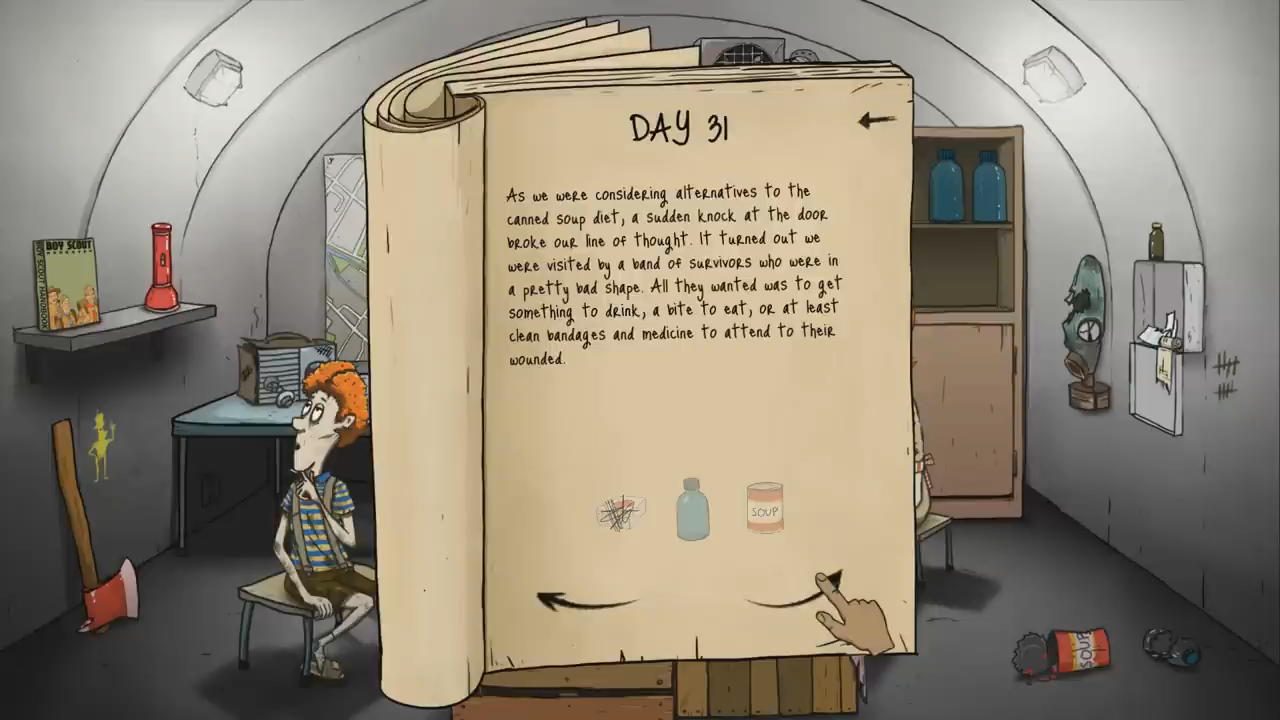 DAY 31
As we were considering alternatives to the
canned soup diet, a sudden knock at the door
broke our line of thought. It turned out we
were visited by a band of survivors who were in
a pretty bad shape. All they wanted was to get
something to drink, a bite to eat, or at least
clean bandages and medicine to attend to their
wounded.
SOUP
BOY SCOUT
BOY SCOUT HANDBOOK
SOUP